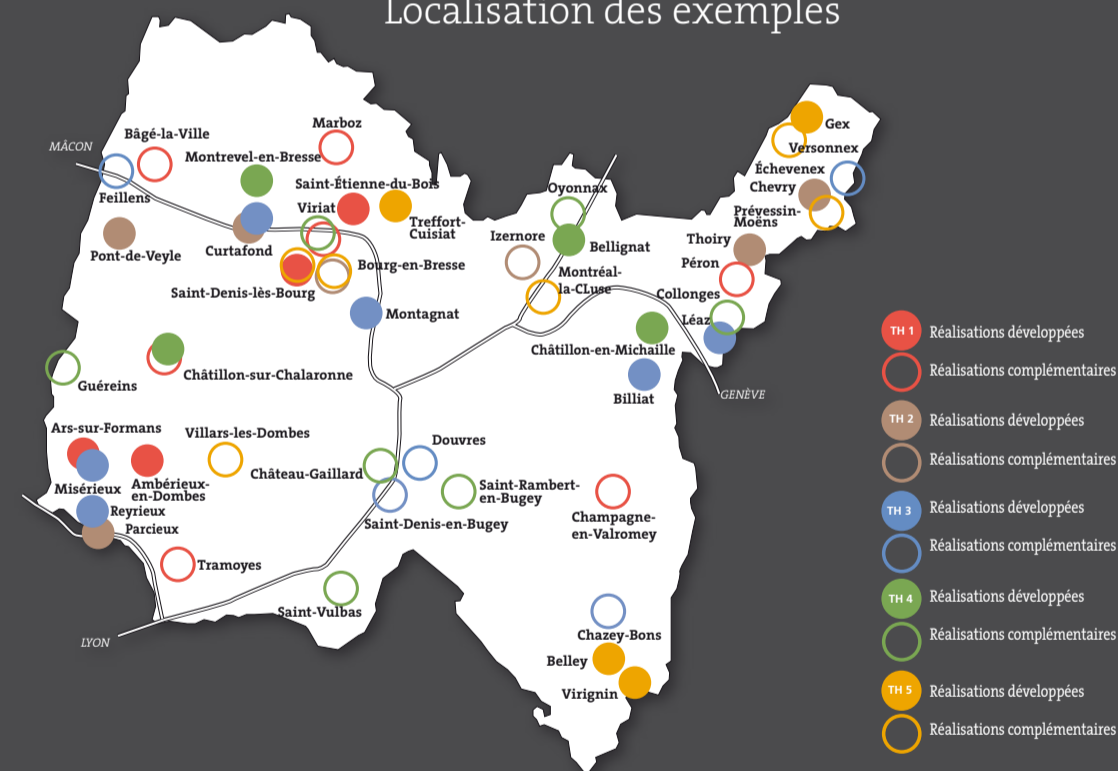 Localisation des exemples
MÂCON
Bâgé-la-Ville
Marboz
Montrevel-en-Bresse
Feillens
Saint-Étienne-du-Bois
Viriat
Treffort-
Cuisiat
Pont-de-Veyle
Curtafond
Bourg-en-Bresse
Saint-Denis-lès-Bourg
Montagnat
Oyonnax
Izernore
Bellignat
Montréal-
la-CLuse
Gex
Versonnex
Échevenex
Chevry
Prévessin-
Moëns
Thoiry
Péron
Collonges
Léaz
Châtillon-en-Michaille
Billiat
GENÈVE
Guéreins
Châtillon-sur-Chalaronne
Ars-sur-Formans
Villars-les-Dombes
Misérieux
Ambérieux-
en-Dombes
Reyrieux
Parcieux
Tramoyes
Château-Gaillard
Douvres
Saint-Rambert-
en-Bugey
Saint-Denis-en-Bugey
Champagne-
en-Valromey
Saint-Vulbas
LYON
Chazey-Bons
Belley
Virignin
TH 1 Réalisations développées
Réalisations complémentaires
TH 2 Réalisations développées
Réalisations complémentaires
TH 3 Réalisations développées
Réalisations complémentaires
TH 4 Réalisations développées
Réalisations complémentaires
TH 5 Réalisations développées
Réalisations complémentaires